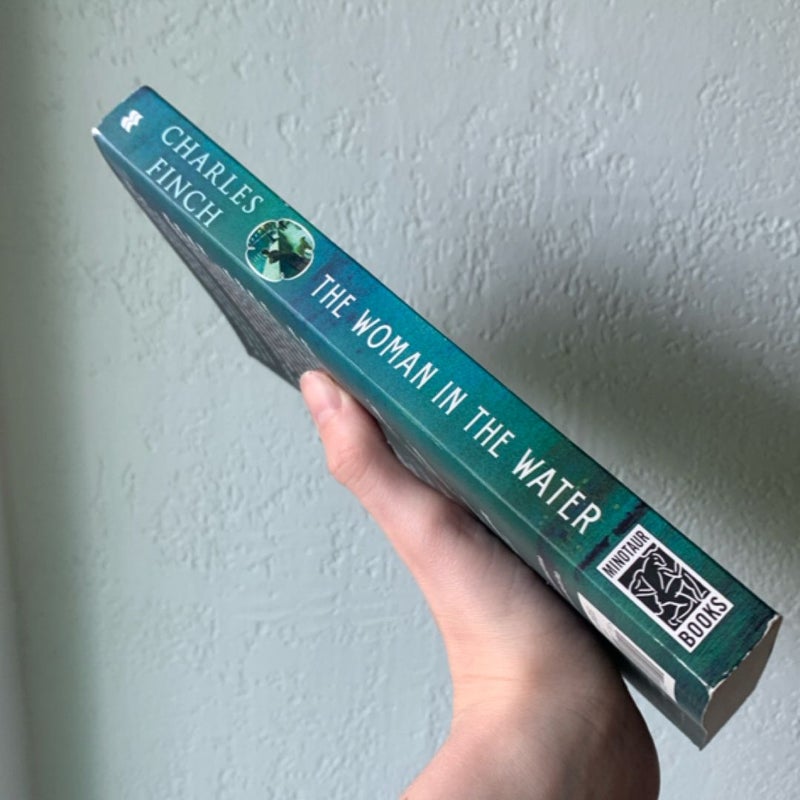 CHARLES
FINCH
THE WOMAN IN THE WATER
MINOTAUR
BOOKS